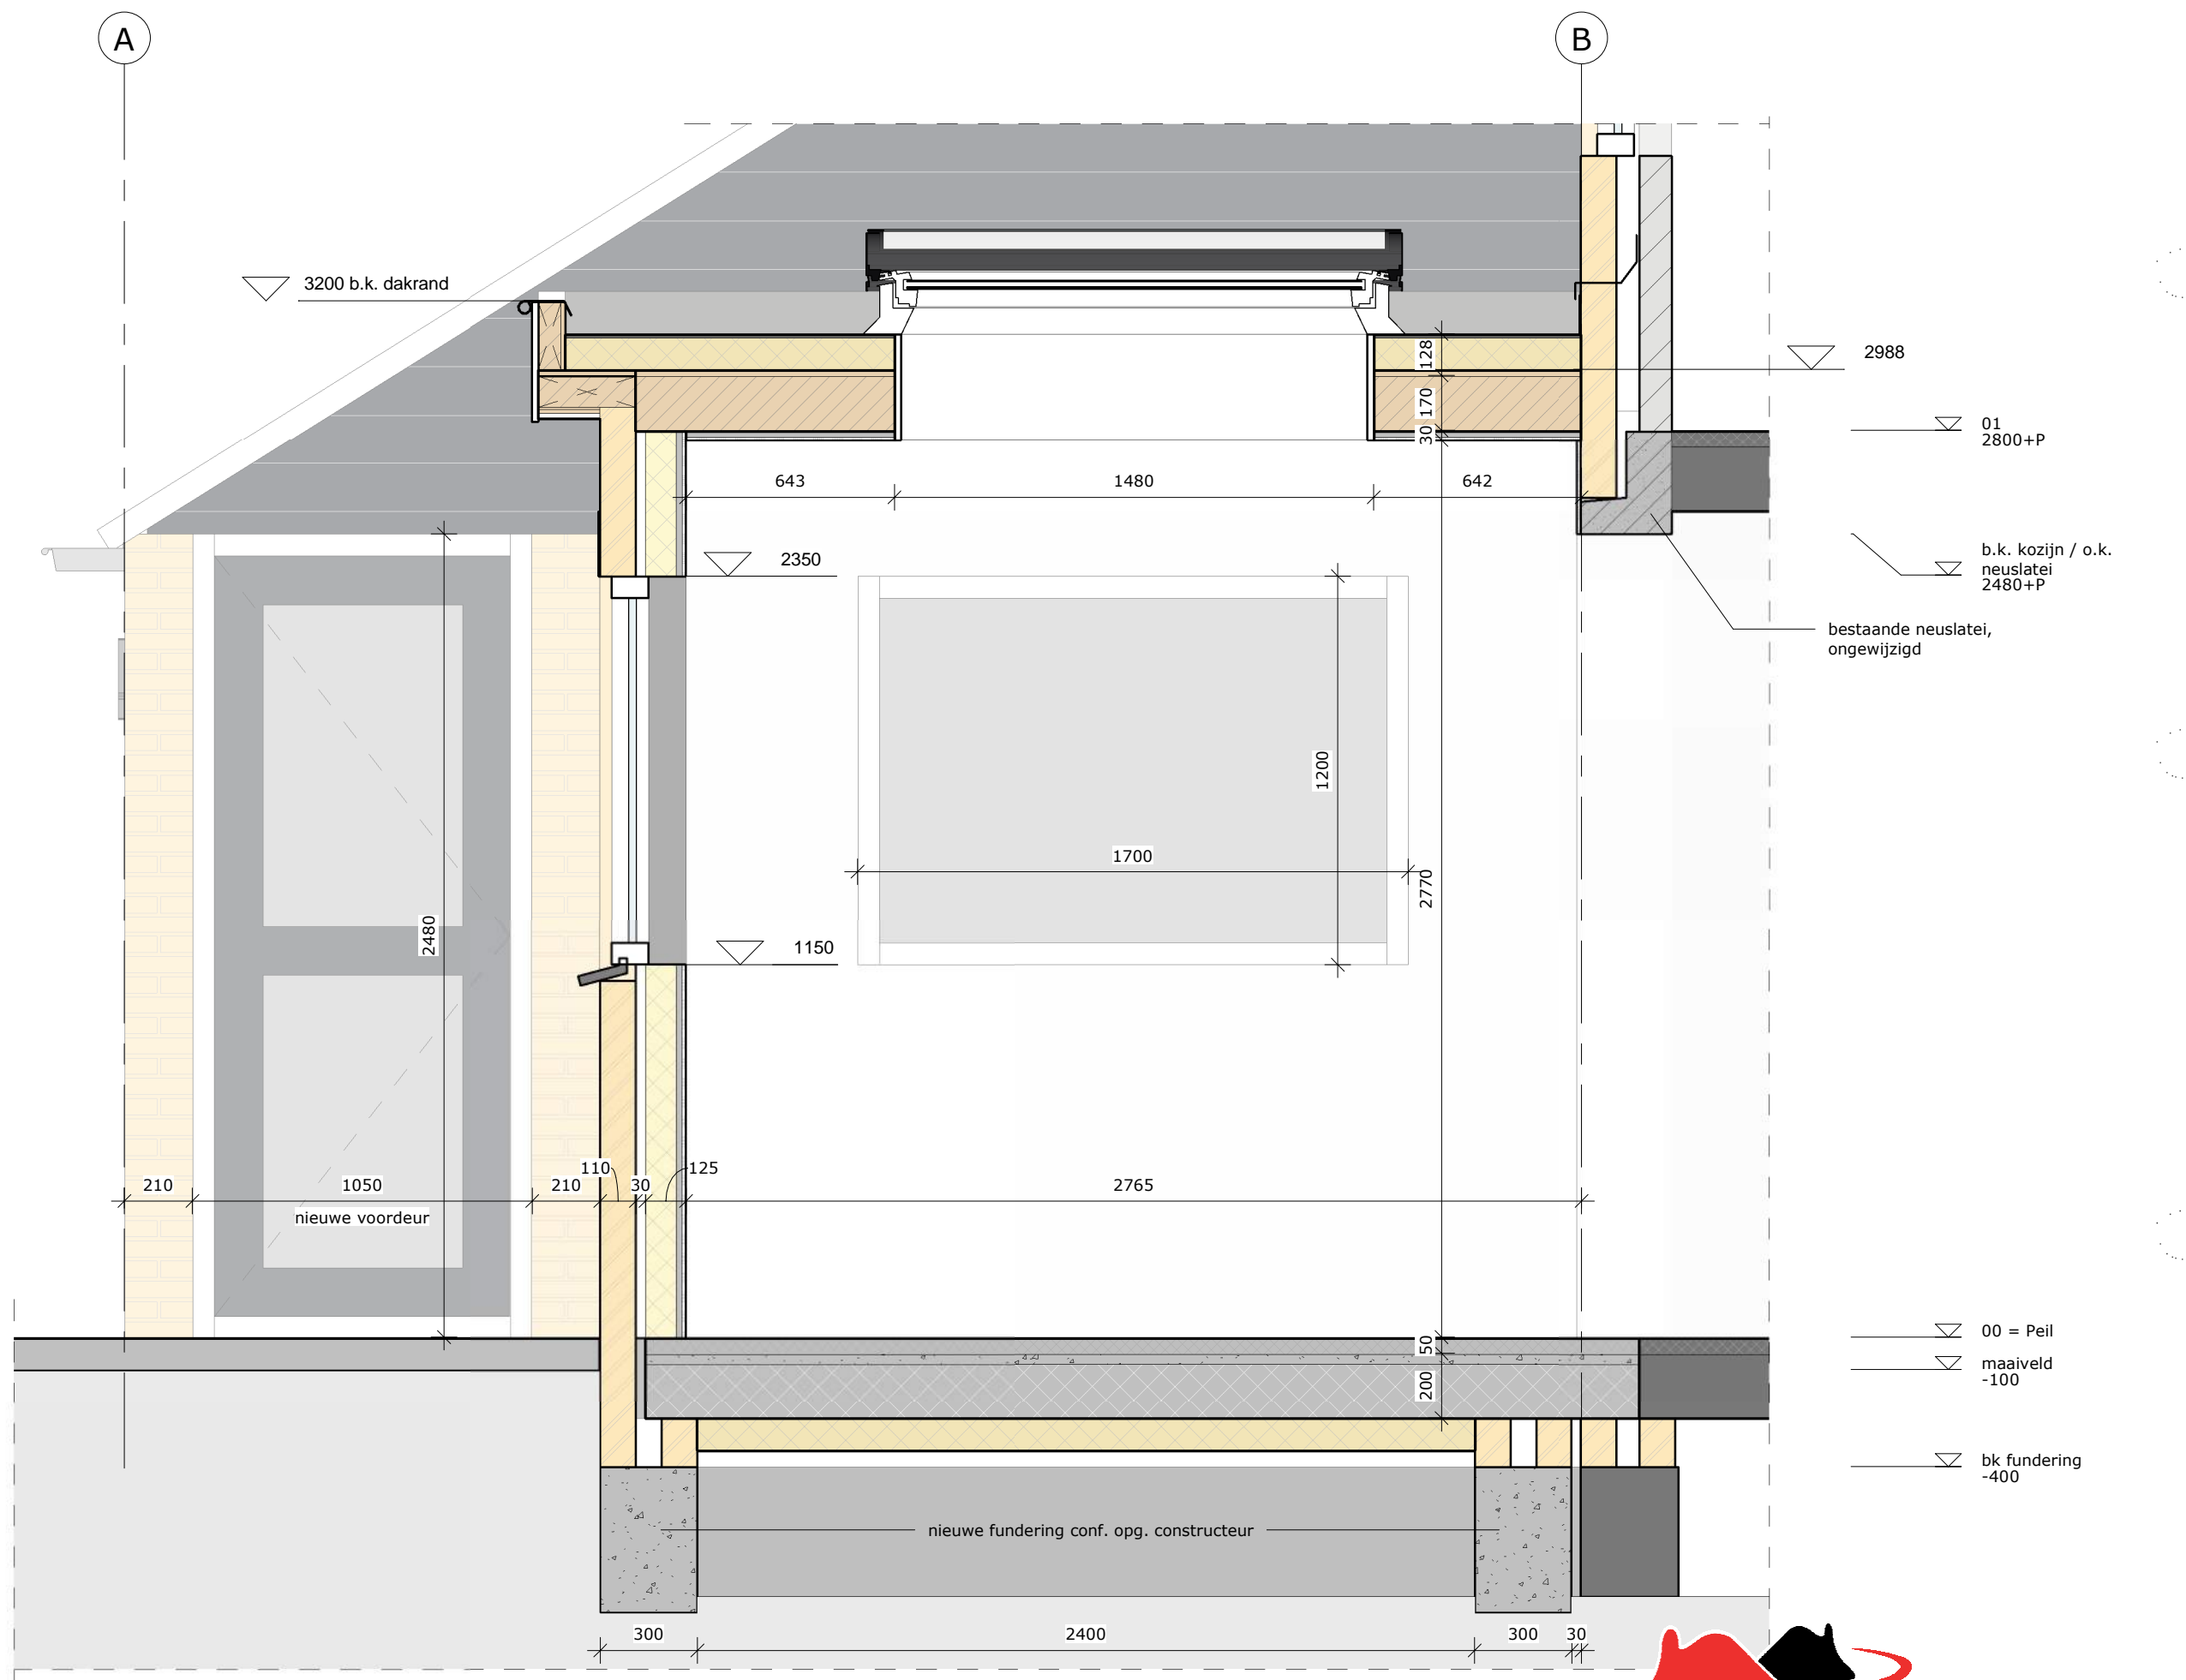 A
B
3200 b.k. dakrand
128
2988
170
01
2800+P
30
643
1480
642
2350
b.k. kozijn / o.k.
neuslatei
2480+P
bestaande neuslatei,
ongewijzigd
1200
1700
2770
2480
1150
110
125
210
1050
210
30
2765
nieuwe voordeur
00 = Peil
50
maaiveld
-100
200
bk fundering
-400
nieuwe fundering conf. opg. constructeur
300
2400
300
30